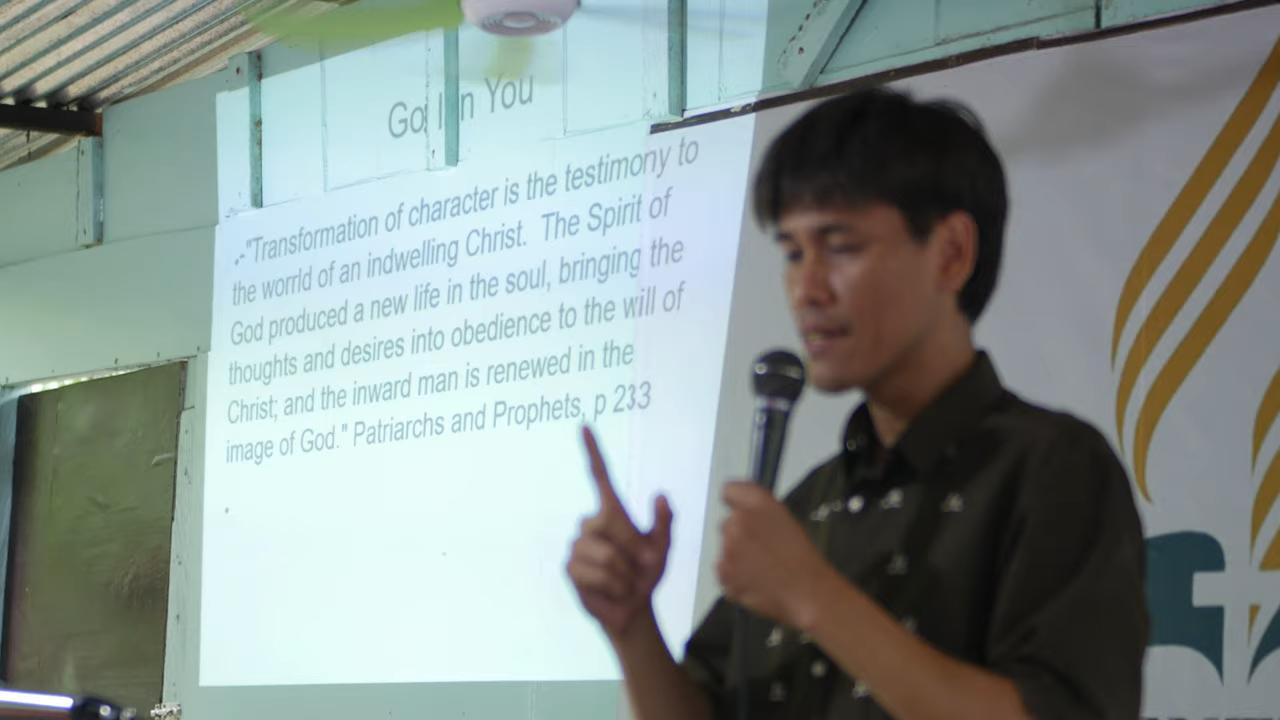 God In You
.-"Transformation of character is the testimony to
the worrld of an indwelling Christ. The Spirit of
God produced a new life in the soul, bringing the
thoughts and desires into obedience to the will of
Christ; and the inward man is renewed in the
image of God." Patriarchs and Prophets, p 233